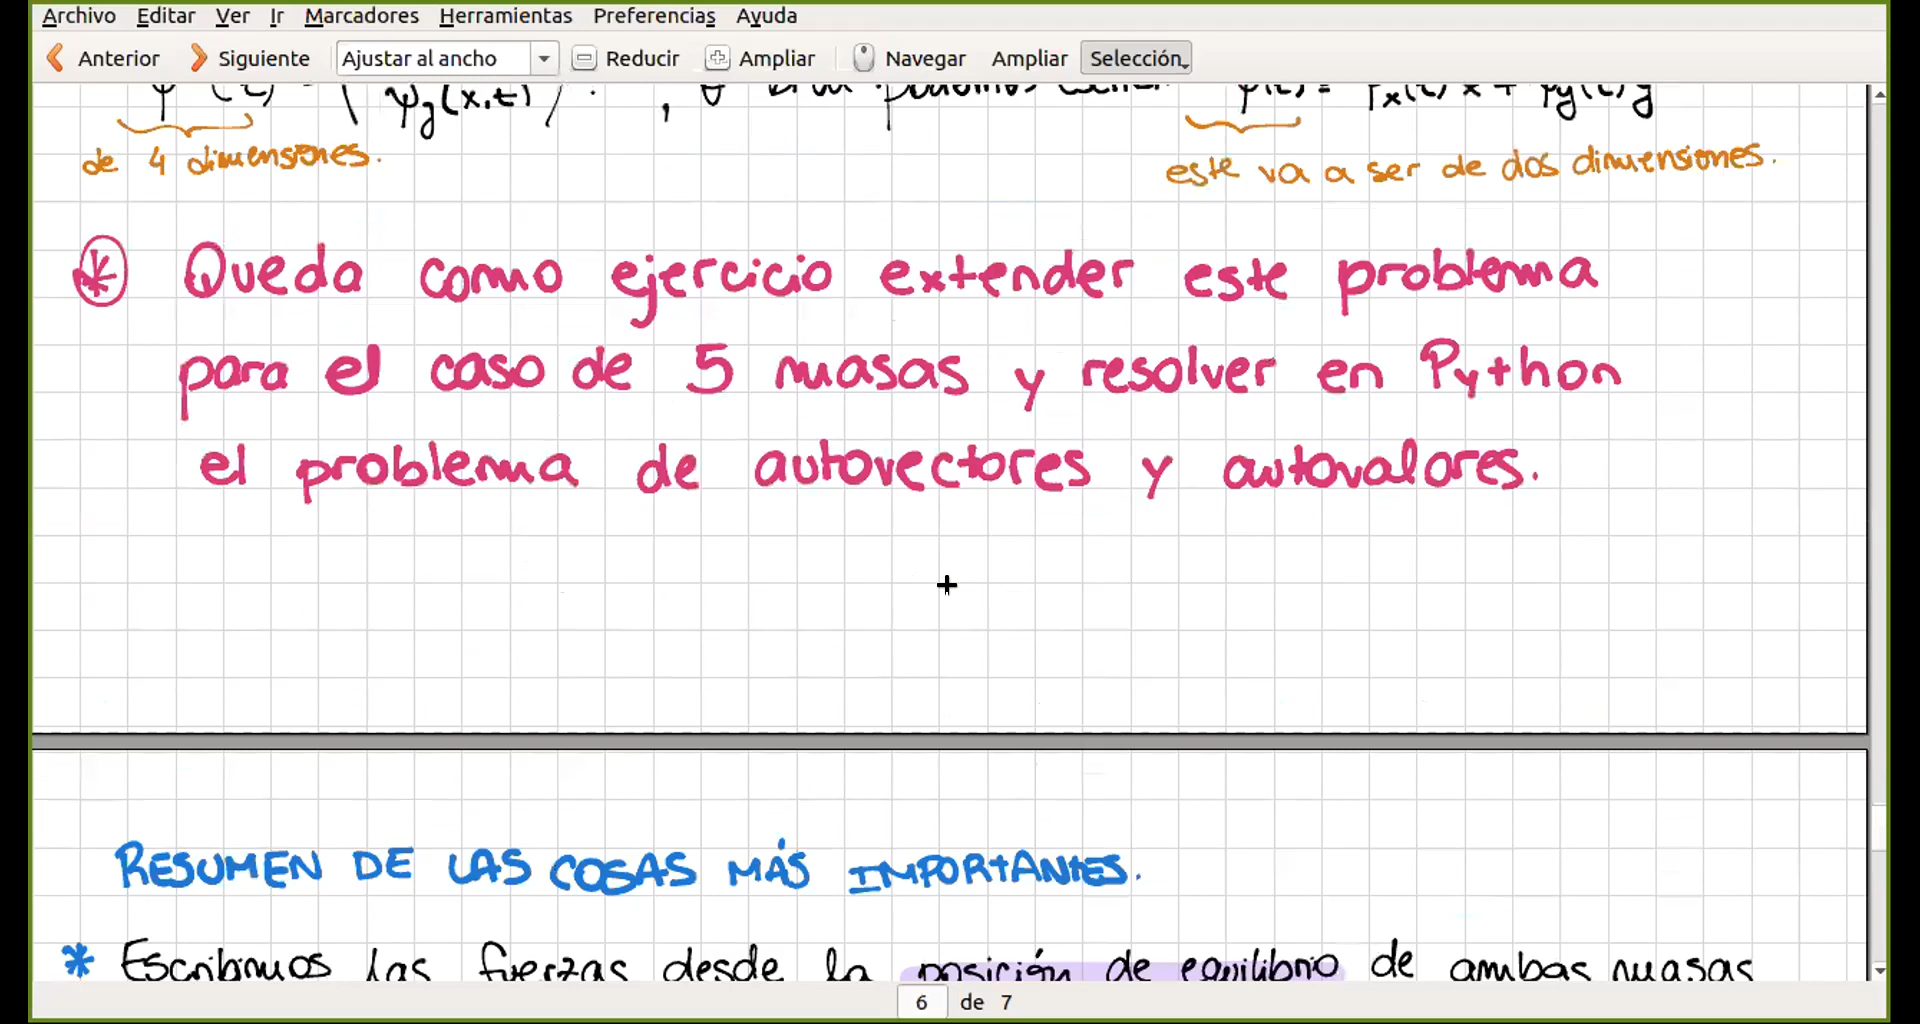 Archivo Editar Ver Ir Marcadores Herramientas Preferencias Ayuda
Anterior Siguiente Ajustar al ancho Reducir Ampliar Navegar Ampliar Selección
de 4 dimensiones.
este va a ser de dos dimensiones.
* Queda como ejercicio extender este problema
para el caso de 5 masas y resolver en Python
el problema de autovectores y autovalores.
RESUMEN DE LAS COSAS MÁS IMPORTANTES.
* Escribimos las fuerzas desde la posición de equilibrio de ambas masas
6 de 7